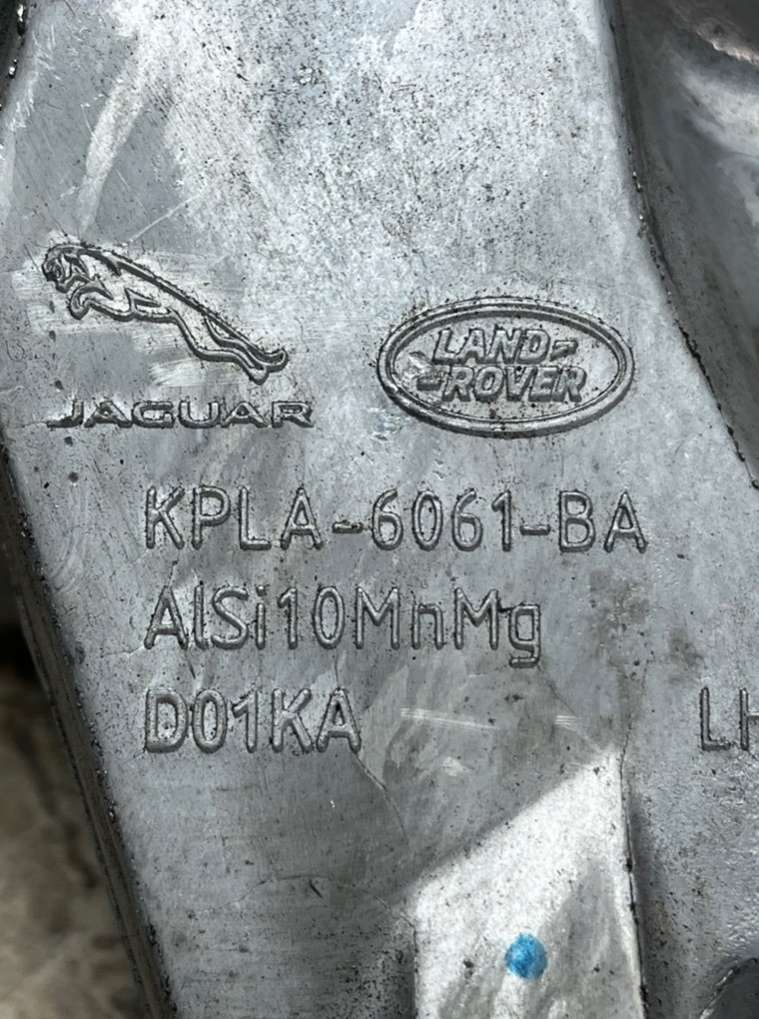 JAGUAR
LAND-
-ROVER
KPLA-6061-BA
AlSi10MnMg
D01KA
LH